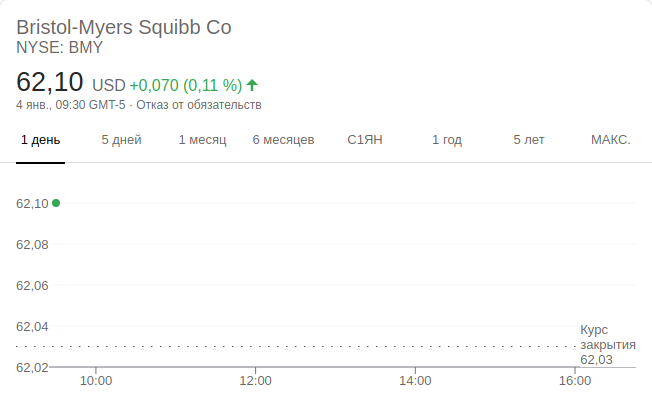 Bristol-Myers Squibb Co
NYSE: BMY
62,10 USD +0,070 (0,11 %)
4 янв., 09:30 GMT-5 · Отказ от обязательств
1 день 5 дней 1 месяц 6 месяцев С1ЯН 1 год 5 лет МАКС.
62,10
62,08
62,06
62,04
Курс
закрытия
62,03
62,02
10:00 12:00 14:00 16:00